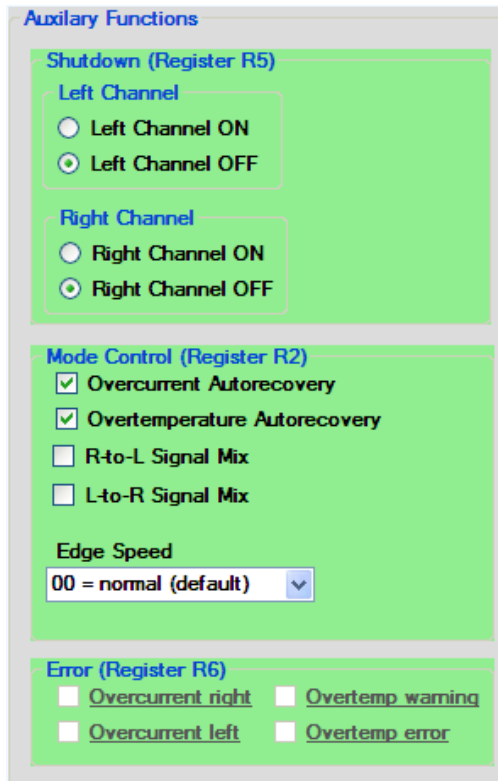 Auxilary Functions
Shutdown (Register R5)
Left Channel
Left Channel ON
Left Channel OFF
Right Channel
Right Channel ON
Right Channel OFF
Mode Control (Register R2)
Overcurrent Autorecovery
Overtemperature Autorecovery
R-to-L Signal Mix
L-to-R Signal Mix
Edge Speed
00 = normal (default)
Error (Register R6)
Overcurrent right Overtemp warning
Overcurrent left Overtemp error